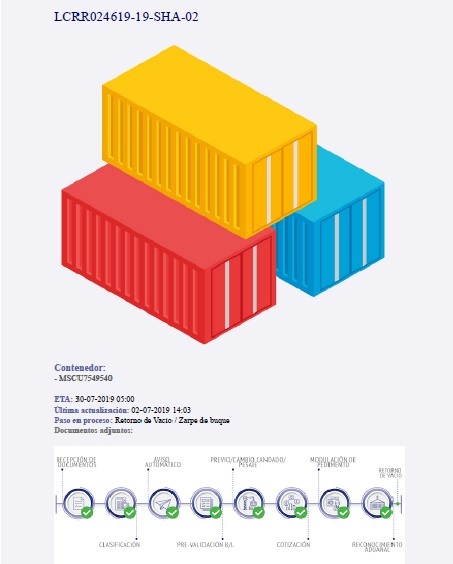 LCRR024619-19-SHA-02
Contenedor:
- MSCU7549540
ETA: 30-07-2019 05:00
Última actualización: 02-07-2019 14:03
Paso en proceso: Retorno de Vacío / Zarpe de buque
Documentos adjuntos:
RECEPCIÓN DE
DOCUMENTOS
AVISO
AUTOMÁTICO
PREVIO/CAMBIO CANDADO/
PESAJE
MODULACIÓN DE
PEDIMENTO
RETORNO
DE VACÍO
CLASIFICACIÓN
PRE-VALIDACIÓN B/L
COTIZACIÓN
RECONOCIMIENTO
ADUANAL